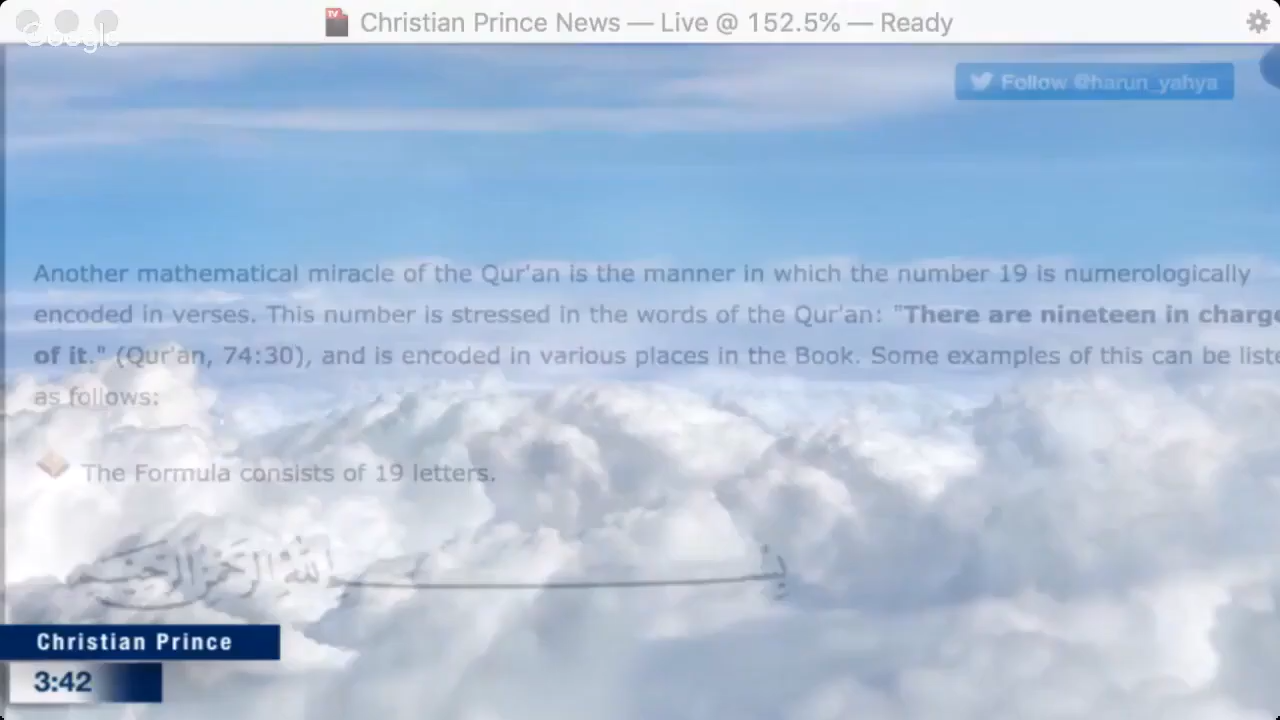 Christian Prince News — Live @ 152.5% — Ready
Google
Follow @harun_yahya
Another mathematical miracle of the Qur'an is the manner in which the number 19 is numerologically
encoded in verses. This number is stressed in the words of the Qur'an: "There are nineteen in charge
of it." (Qur'an, 74:30), and is encoded in various places in the Book. Some examples of this can be liste
as follows:
The Formula consists of 19 letters.
بسم الله الرحمن الرحيم
Christian Prince
3:42